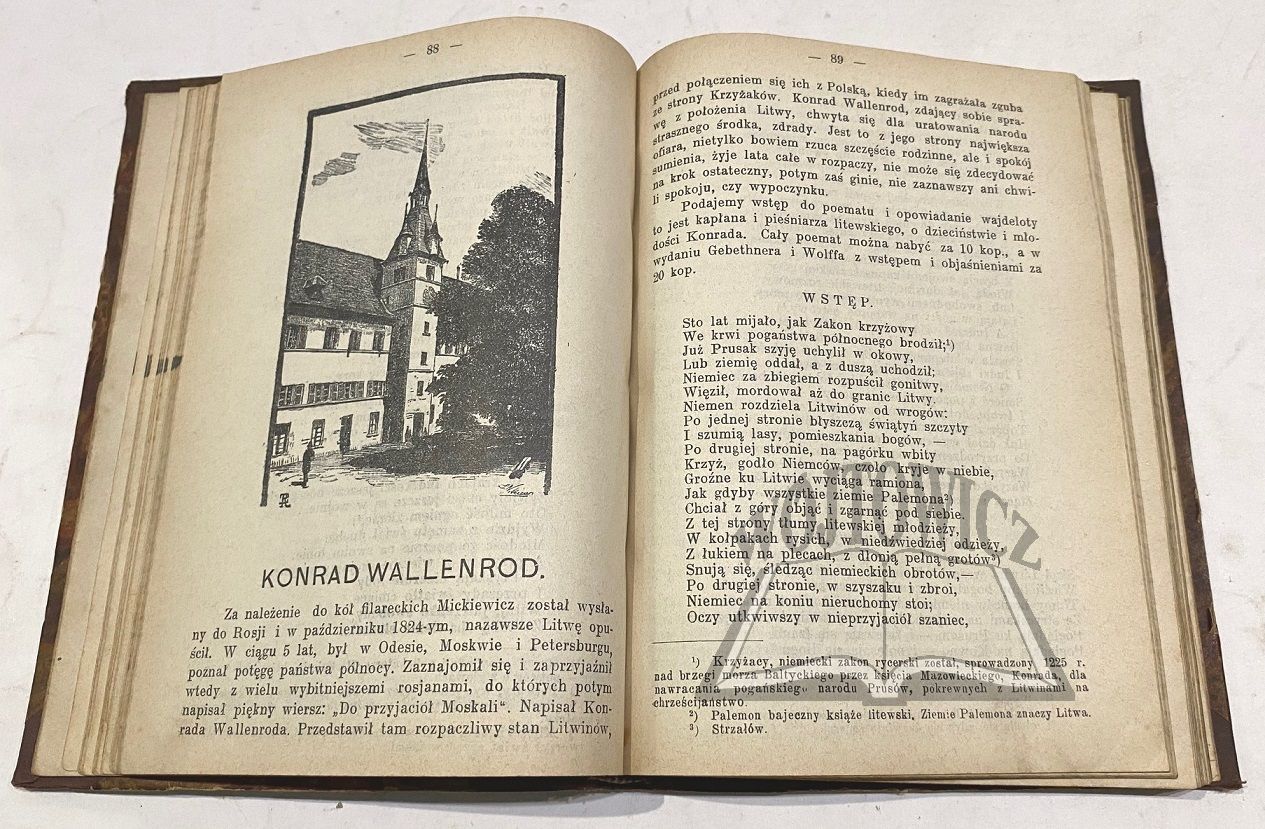 — 88 —
KONRAD WALLENROD.
Za należenie do kół filareckich Mickiewicz został wysła-
ny do Rosji i w październiku 1824-ym, nazawsze Litwę opu-
ścił. W ciągu 5 lat, był w Odesie, Moskwie i Petersburgu,
poznał potęgę państwa północy. Zaznajomił się i zaprzyjaźnił
wtedy z wielu wybitniejszemi rosjanami, do których potym
napisał piękny wiersz: „Do przyjaciół Moskali“. Napisał Kon-
rada Wallenroda. Przedstawił tam rozpaczliwy stan Litwinów,
— 89 —
przed połączeniem się ich z Polską, kiedy im zagrażała zguba
ze strony Krzyżaków. Konrad Wallenrod, zdający sobie spra-
wę z położenia Litwy, chwyta się dla uratowania narodu
strasznego środka, zdrady. Jest to z jego strony największa
ofiara, nietylko bowiem rzuca szczęście rodzinne, ale i spokój
sumienia, żyje lata całe w rozpaczy, nie może się zdecydować
na krok ostateczny, potym zaś ginie, nie zaznawszy ani chwi-
li spokoju, czy wypoczynku.
Podajemy wstęp do poematu i opowiadanie wajdeloty
to jest kapłana i pieśniarza litewskiego, o dzieciństwie i mło-
dości Konrada. Cały poemat można nabyć za 10 kop., a w
wydaniu Gebethnera i Wolffa z wstępem i objaśnieniami za
20 kop.
WSTĘP.
Sto lat mijało, jak Zakon krzyżowy
We krwi pogaństwa północnego brodził;¹)
Już Prusak szyję uchylił w okowy,
Lub ziemię oddał, a z duszą uchodził;
Niemiec za zbiegiem rozpuścił gonitwy,
Więził, mordował aż do granic Litwy.
Niemen rozdziela Litwinów od wrogów:
Po jednej stronie błyszczą świątyń szczyty
I szumią lasy, pomieszkania bogów, —
Po drugiej stronie, na pagórku wbity
Krzyż, godło Niemców, czoło kryje w niebie,
Groźne ku Litwie wyciąga ramiona,
Jak gdyby wszystkie ziemie Palemona²)
Chciał z góry objąć i zgarnąć pod siebie.
Z tej strony tłumy litewskiej młodzieży,
W kołpakach rysich, w niedźwiedziej odzieży,
Z łukiem na plecach, z dłonią pełną grotów³)
Snują się, śledząc niemieckich obrotów,—
Po drugiej stronie, w szyszaku i zbroi,
Niemiec na koniu nieruchomy stoi;
Oczy utkwiwszy w nieprzyjaciół szaniec,
¹) Krzyżacy, niemiecki zakon rycerski został, sprowadzony 1225 r.
nad brzegi morza Bałtyckiego przez księcia Mazowieckiego, Konrada, dla
nawracania pogańskiego narodu Prusów, pokrewnych z Litwinami na
chrześcijaństwo.
²) Palemon bajeczny książe litewski, Ziemie Palemona znaczy Litwa.
³) Strzałów.
WÓJTOWICZ